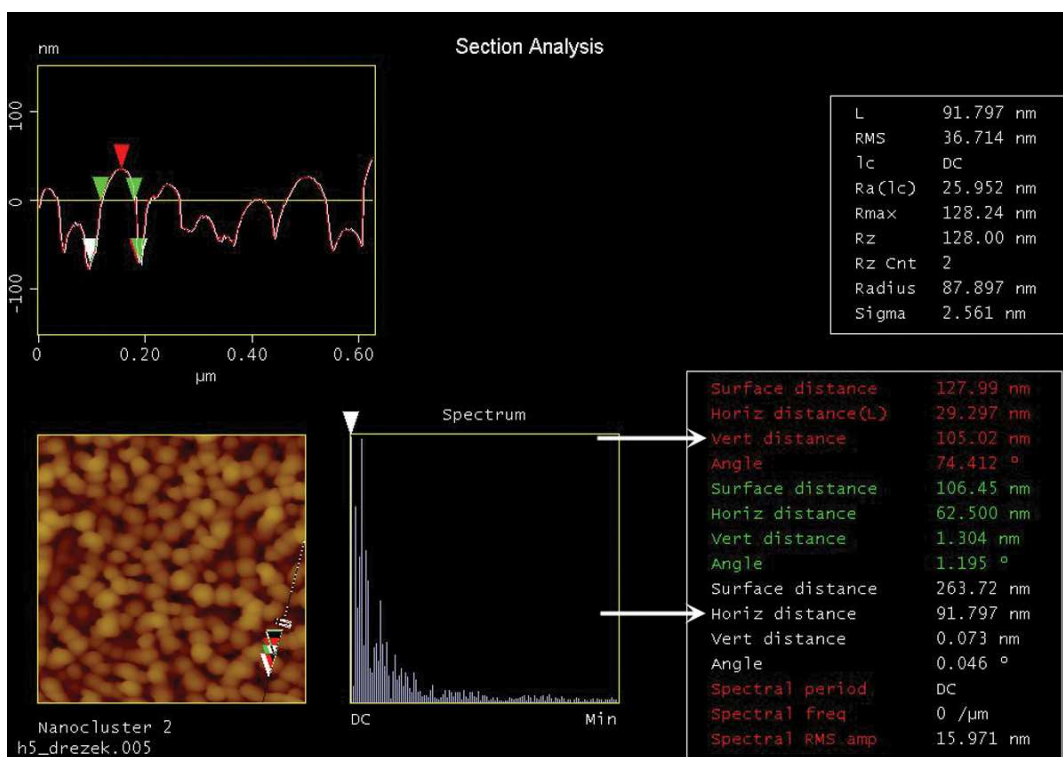 Section Analysis
nm
100
0
-100
0 0.20 0.40 0.60
µm
L 91.797 nm
RMS 36.714 nm
lc DC
Ra(lc) 25.952 nm
Rmax 128.24 nm
Rz 128.00 nm
Rz Cnt 2
Radius 87.897 nm
Sigma 2.561 nm
Spectrum
DC Min
Surface distance 127.99 nm
Horiz distance(L) 29.297 nm
Vert distance 105.02 nm
Angle 74.412 º
Surface distance 106.45 nm
Horiz distance 62.500 nm
Vert distance 1.304 nm
Angle 1.195 º
Surface distance 263.72 nm
Horiz distance 91.797 nm
Vert distance 0.073 nm
Angle 0.046 º
Spectral period DC
Spectral freq 0 /µm
Spectral RMS amp 15.971 nm
Nanocluster 2
h5_drezek.005